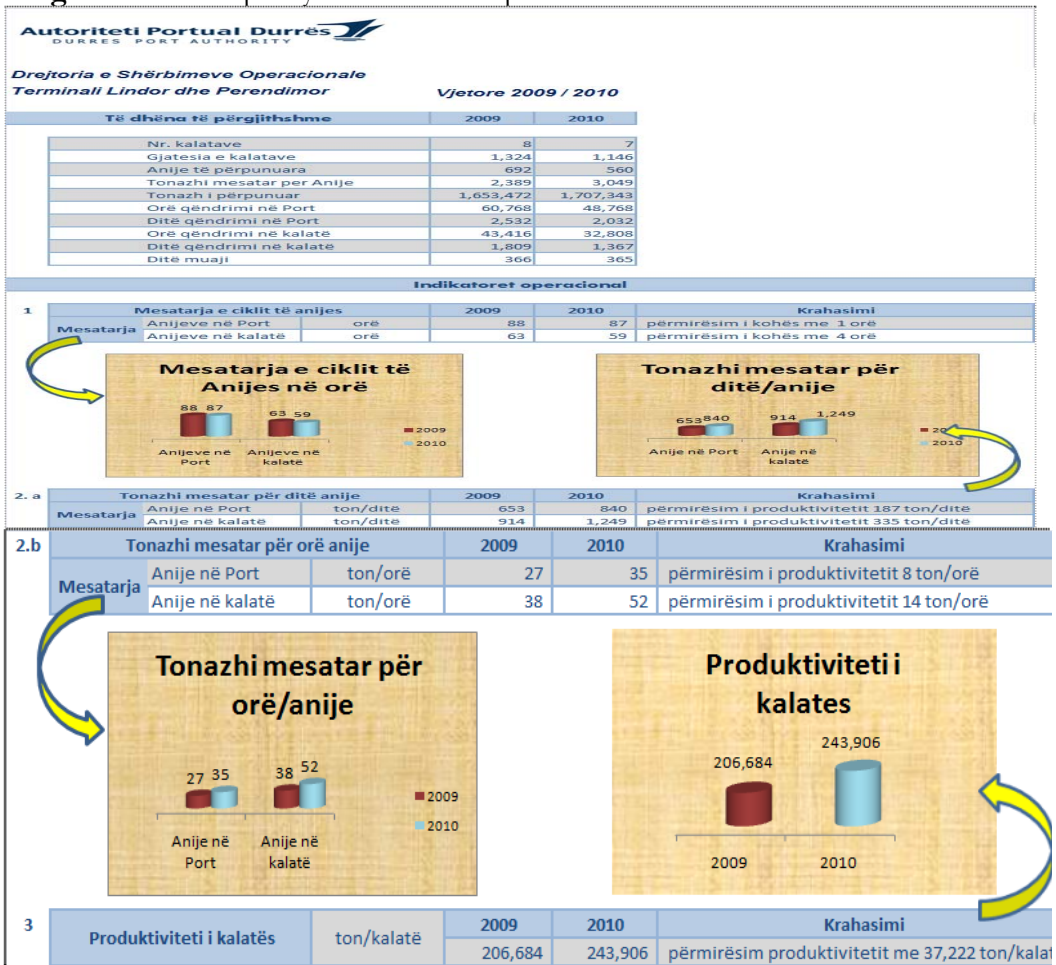 Autoriteti Portual Durrës
DURRES PORT AUTHORITY
Drejtoria e Shërbimeve Operacionale
Terminali Lindor dhe Perendimor Vjetore 2009 / 2010
Të dhëna të përgjithshme 2009 2010
Nr. kalatave 8 7
Gjatesia e kalatave 1,324 1,146
Anije të përpunuara 692 560
Tonazhi mesatar per Anije 2,389 3,049
Tonazh i përpunuar 1,653,472 1,707,343
Orë qëndrimi në Port 60,768 48,768
Ditë qëndrimi në Port 2,532 2,032
Orë qëndrimi në kalatë 43,416 32,808
Ditë qëndrimi në kalatë 1,809 1,367
Ditë muaji 366 365
Indikatoret operacional
1 Mesatarja e ciklit të anijes 2009 2010 Krahasimi
Mesatarja Anijeve në Port orë 88 87 përmirësim i kohës me 1 orë
Anijeve në kalatë orë 63 59 përmirësim i kohës me 4 orë
Mesatarja e ciklit të
Anijes në orë
88 87 63 59
2009
2010
Anijeve në Port
Anijeve në kalatë
Tonazhi mesatar për
ditë/anije
653 840 914 1,249
2010
Anije në Port
Anije në kalatë
2. a Tonazhi mesatar për ditë anije 2009 2010 Krahasimi
Mesatarja Anije në Port ton/ditë 653 840 përmirësim i produktivitetit 187 ton/ditë
Anije në kalatë ton/ditë 914 1,249 përmirësim i produktivitetit 335 ton/ditë
2.b Tonazhi mesatar për orë anije 2009 2010 Krahasimi
Mesatarja Anije në Port ton/orë 27 35 përmirësim i produktivitetit 8 ton/orë
Anije në kalatë ton/orë 38 52 përmirësim i produktivitetit 14 ton/orë
Tonazhi mesatar për
orë/anije
27 35 38 52
2009
2010
Anije në Port
Anije në kalatë
Produktiviteti i
kalates
206,684 243,906
2009 2010
3 Produktiviteti i kalatës ton/kalatë 2009 2010 Krahasimi
206,684 243,906 përmirësim produktivitetit me 37,222 ton/kalat